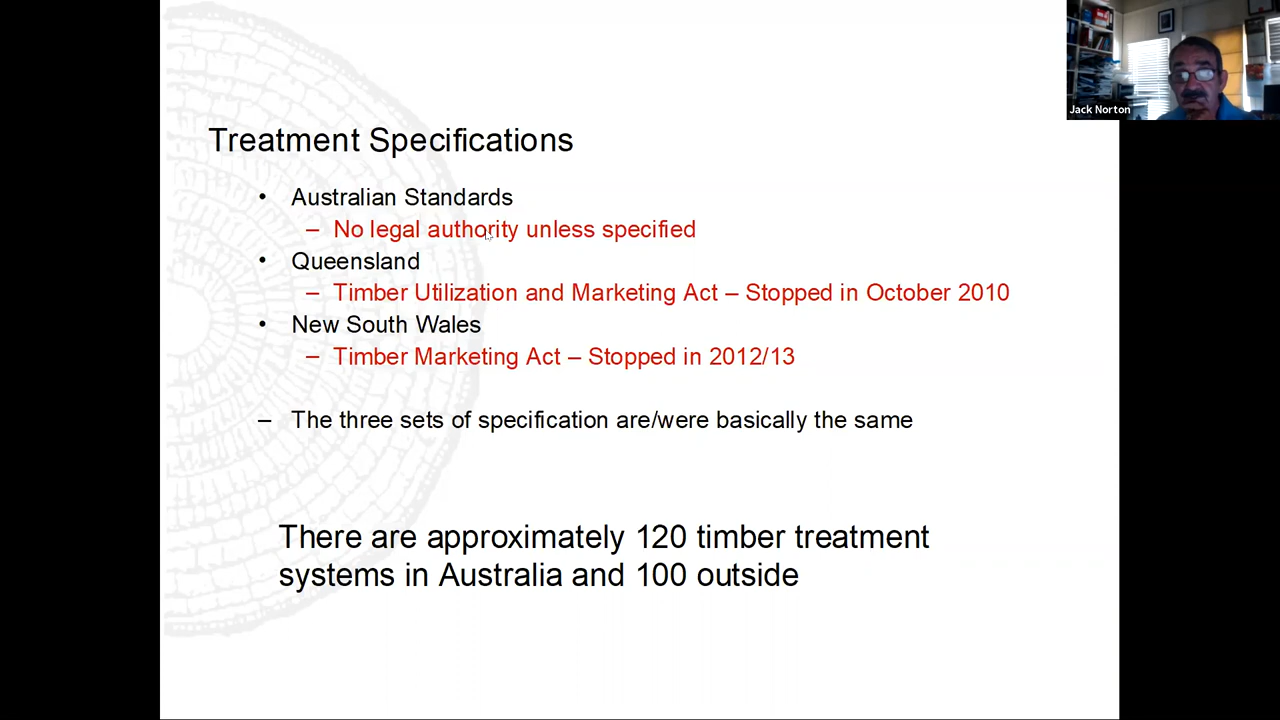 Jack Norton
Treatment Specifications
• Australian Standards
– No legal authority unless specified
• Queensland
– Timber Utilization and Marketing Act – Stopped in October 2010
• New South Wales
– Timber Marketing Act – Stopped in 2012/13
– The three sets of specification are/were basically the same
There are approximately 120 timber treatment
systems in Australia and 100 outside